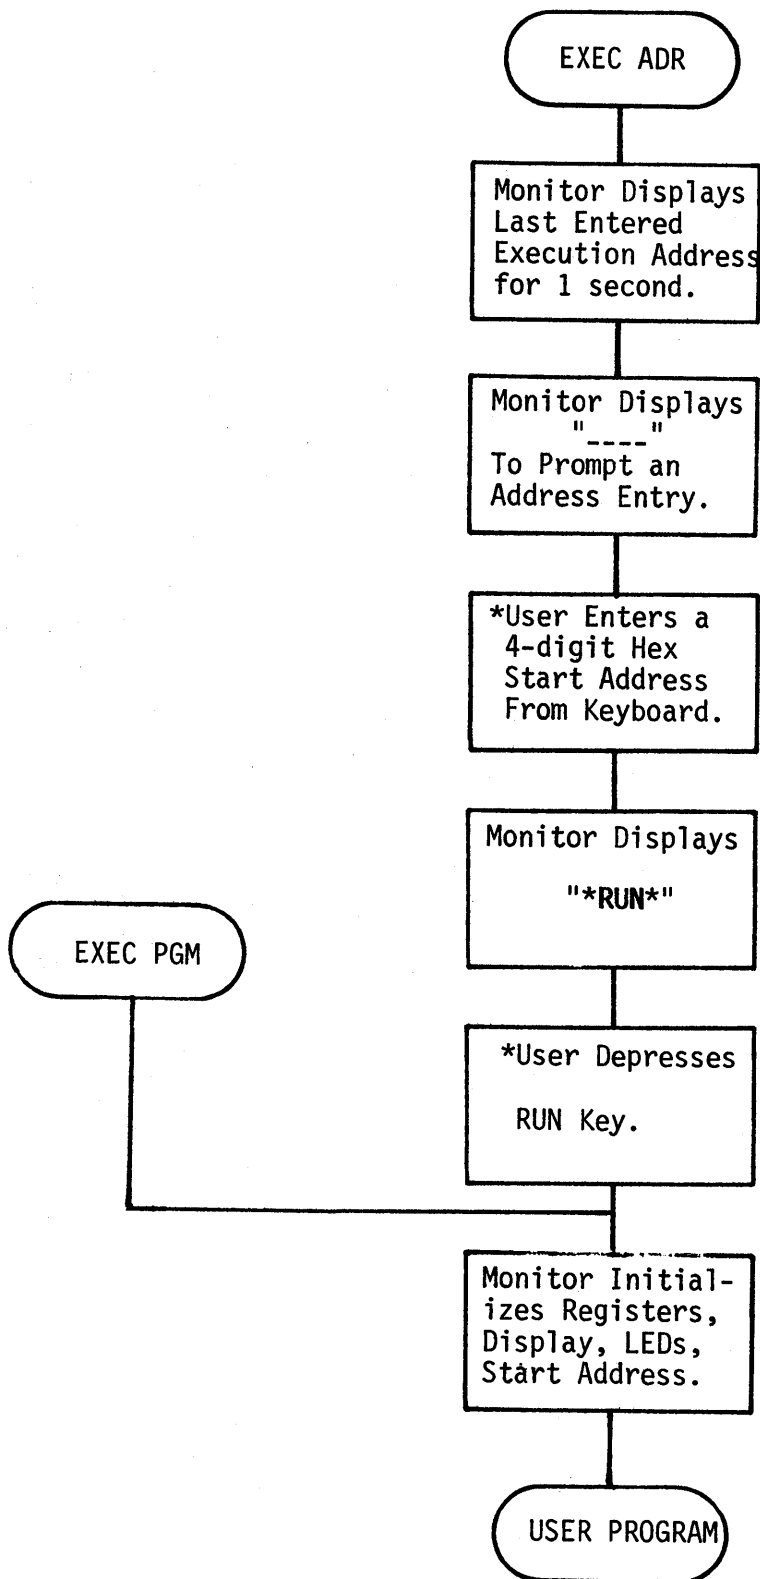 EXEC ADR
Monitor Displays
Last Entered
Execution Address
for 1 second.
Monitor Displays
"____"
To Prompt an
Address Entry.
*User Enters a
4-digit Hex
Start Address
From Keyboard.
Monitor Displays
"*RUN*"
EXEC PGM
*User Depresses
RUN Key.
Monitor Initial-
izes Registers,
Display, LEDs,
Start Address.
USER PROGRAM